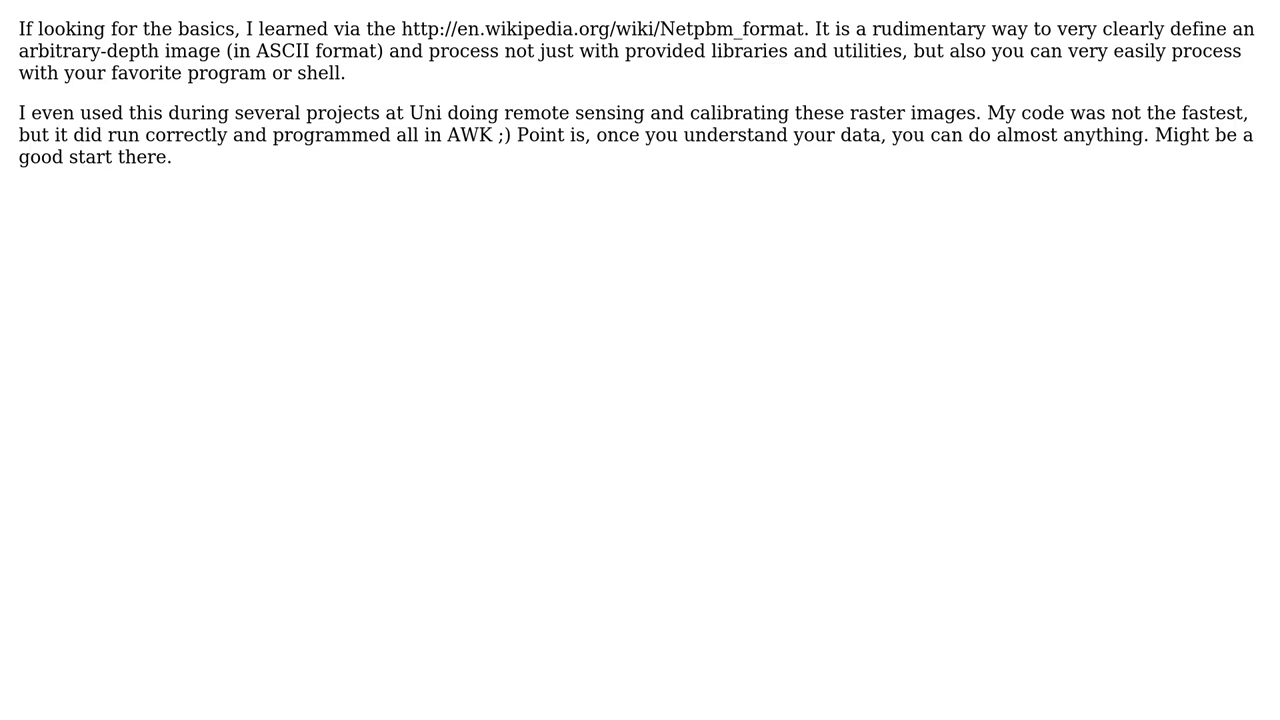 If looking for the basics, I learned via the http://en.wikipedia.org/wiki/Netpbm_format. It is a rudimentary way to very clearly define an
arbitrary-depth image (in ASCII format) and process not just with provided libraries and utilities, but also you can very easily process
with your favorite program or shell.
I even used this during several projects at Uni doing remote sensing and calibrating these raster images. My code was not the fastest,
but it did run correctly and programmed all in AWK ;) Point is, once you understand your data, you can do almost anything. Might be a
good start there.